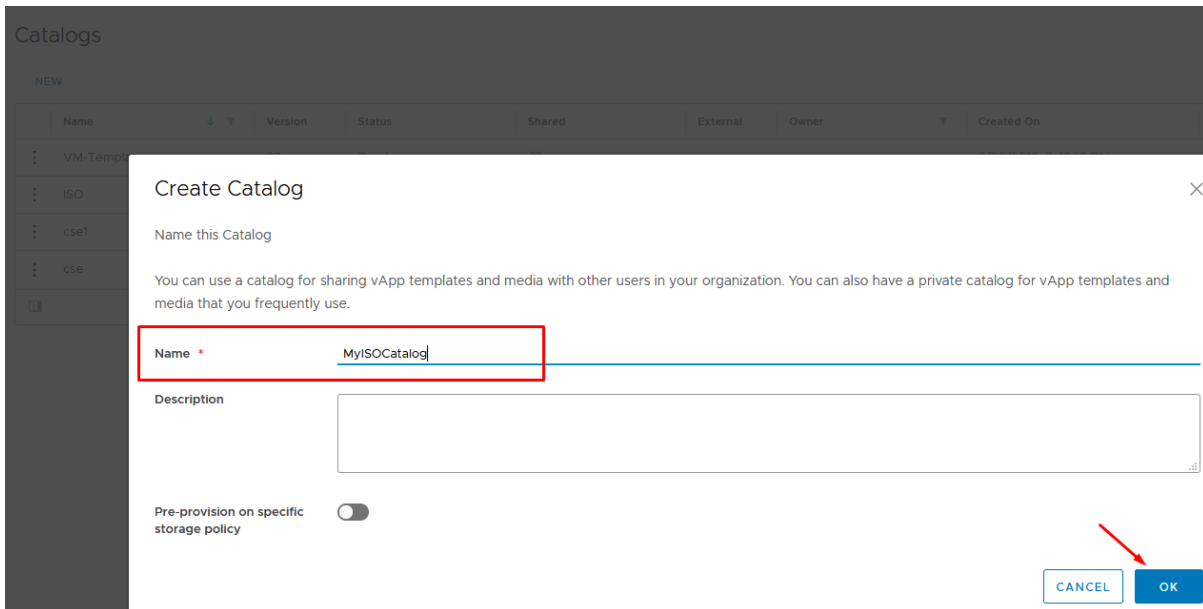 Catalogs
NEW
Name Version Status Shared External Owner Created On
VM-Templa
ISO
cse1
cse
Create Catalog
Name this Catalog
You can use a catalog for sharing vApp templates and media with other users in your organization. You can also have a private catalog for vApp templates and
media that you frequently use.
Name * MyISOCatalog
Description
Pre-provision on specific
storage policy
CANCEL OK